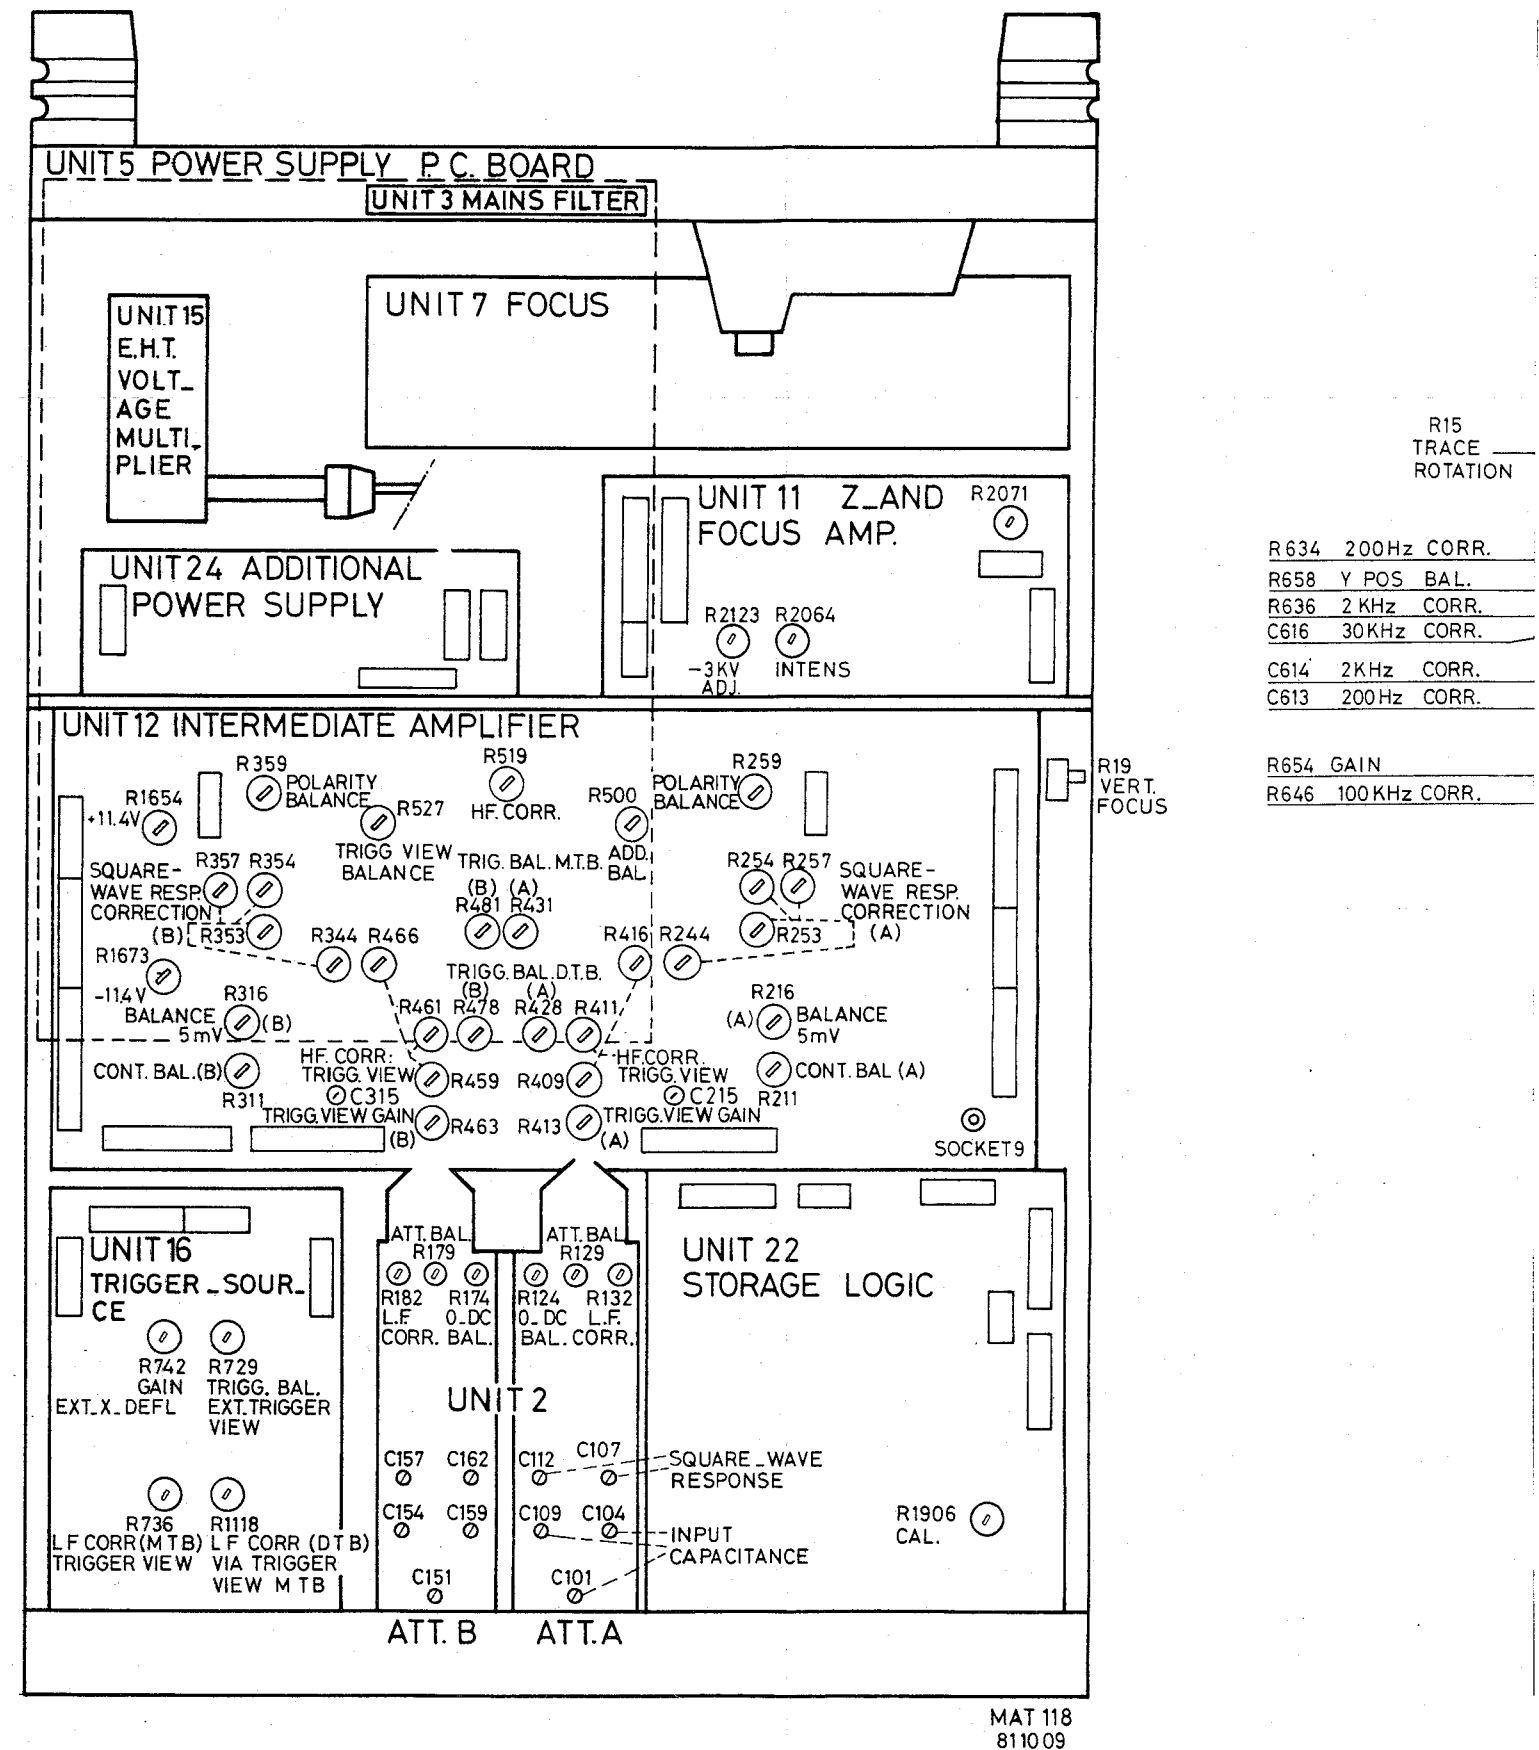 UNIT 5 POWER SUPPLY P.C. BOARD
UNIT 3 MAINS FILTER
UNIT 7 FOCUS
UNIT 15
E.H.T.
VOLT_
AGE
MULTI_
PLIER
UNIT 11 Z_AND
FOCUS AMP.
R2071
R2123
-3KV
ADJ.
R2064
INTENS
UNIT 24 ADDITIONAL
POWER SUPPLY
R15
TRACE
ROTATION
R634 200Hz CORR.
R658 Y POS BAL.
R636 2 KHz CORR.
C616 30KHz CORR.
C614 2KHz CORR.
C613 200Hz CORR.
R654 GAIN
R646 100KHz CORR.
UNIT 12 INTERMEDIATE AMPLIFIER
R359
POLARITY
BALANCE
R519
HF. CORR.
R259
POLARITY
BALANCE
R19
VERT.
FOCUS
R1654
+11.4V
R527
TRIGG VIEW
BALANCE
R500
ADD.
BAL.
TRIG. BAL. M.T.B.
(B) (A)
R481 R431
R357 R354
SQUARE-
WAVE RESP.
CORRECTION
(B)
R353
R254 R257
SQUARE-
WAVE RESP.
CORRECTION
(A)
R253
R344 R466
R416 R244
R1673
-11.4V
TRIGG. BAL. D.T.B.
(B) (A)
R461 R478 R428 R411
R316
BALANCE
5mV
(B)
R216
(A)
BALANCE
5mV
CONT. BAL.(B)
R311
HF. CORR.
TRIGG. VIEW
R459
R409
HF.CORR.
TRIGG. VIEW
CONT. BAL (A)
R211
C315
C215
TRIGG. VIEW GAIN
(B)
R463
R413
TRIGG. VIEW GAIN
(A)
SOCKET 9
UNIT 16
TRIGGER_SOUR_
CE
R742
GAIN
EXT_X_DEFL
R729
TRIGG. BAL.
EXT.TRIGGER
VIEW
R736
LF CORR(MTB)
TRIGGER VIEW
R1118
LF CORR (DTB)
VIA TRIGGER
VIEW MTB
ATT. BAL.
R179
R182
L.F.
CORR.
R174
0_DC
BAL.
ATT. BAL.
R129
R124
0_DC
BAL.
R132
L.F.
CORR.
UNIT 2
C157 C162 C112 C107
SQUARE_WAVE
RESPONSE
C154 C159 C109 C104
INPUT
CAPACITANCE
C151 C101
ATT. B ATT. A
UNIT 22
STORAGE LOGIC
R1906
CAL.
MAT 118
811009